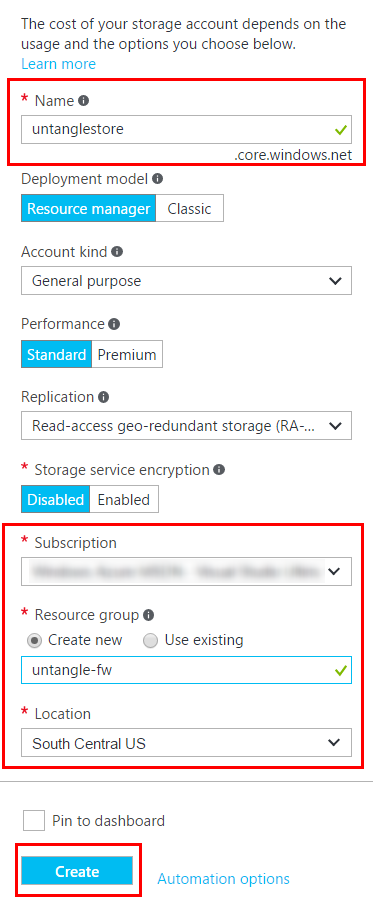 The cost of your storage account depends on the
usage and the options you choose below.
Learn more
* Name
untanglestore
.core.windows.net
Deployment model
Resource manager Classic
Account kind
General purpose
Performance
Standard Premium
Replication
Read-access geo-redundant storage (RA-...
* Storage service encryption
Disabled Enabled
* Subscription
* Resource group
Create new Use existing
untangle-fw
* Location
South Central US
Pin to dashboard
Create Automation options